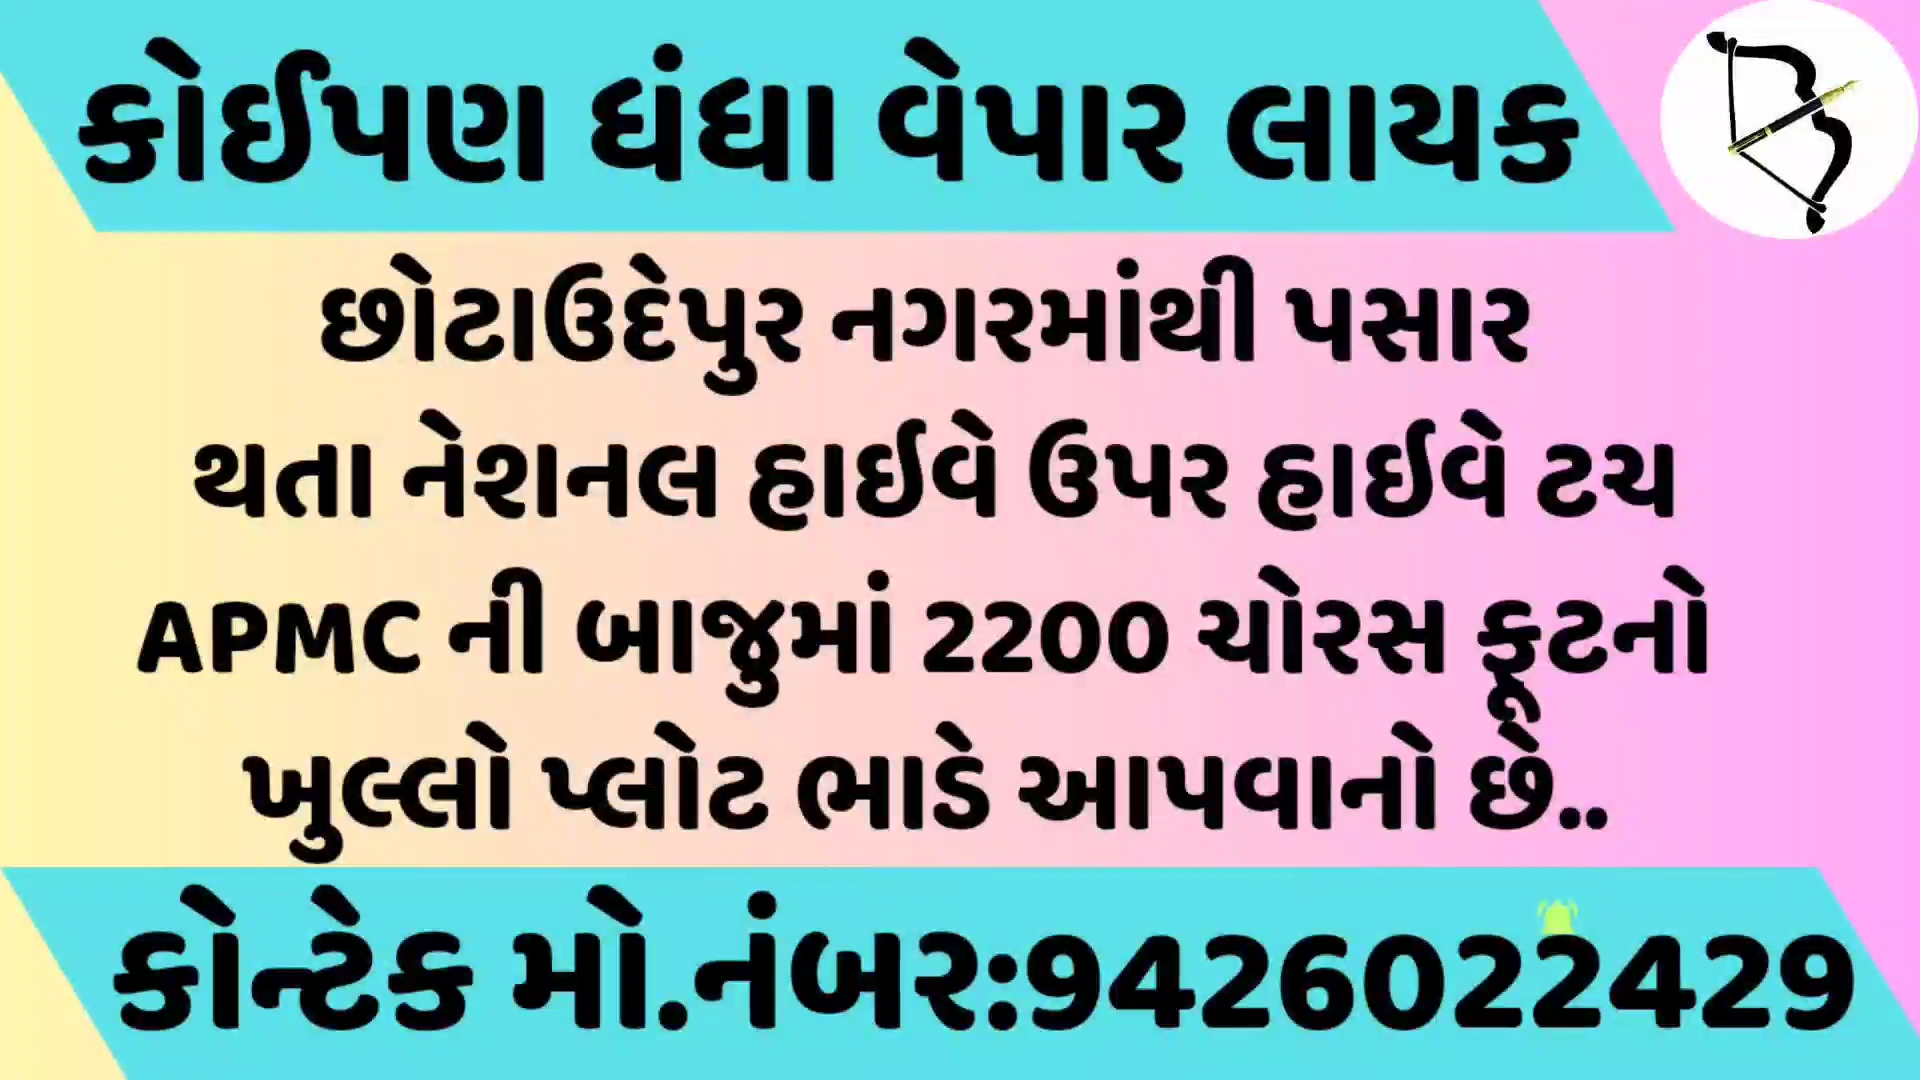 કોઈપણ ધંધા વેપાર લાયક
છોટાઉદેપુર નગરમાંથી પસાર
થતા નેશનલ હાઈવે ઉપર હાઈવે ટચ
APMC ની બાજુમાં 2200 ચોરસ ફૂટનો
ખુલ્લો પ્લોટ ભાડે આપવાનો છે..
કોન્ટેક મો.નંબર:9426022429